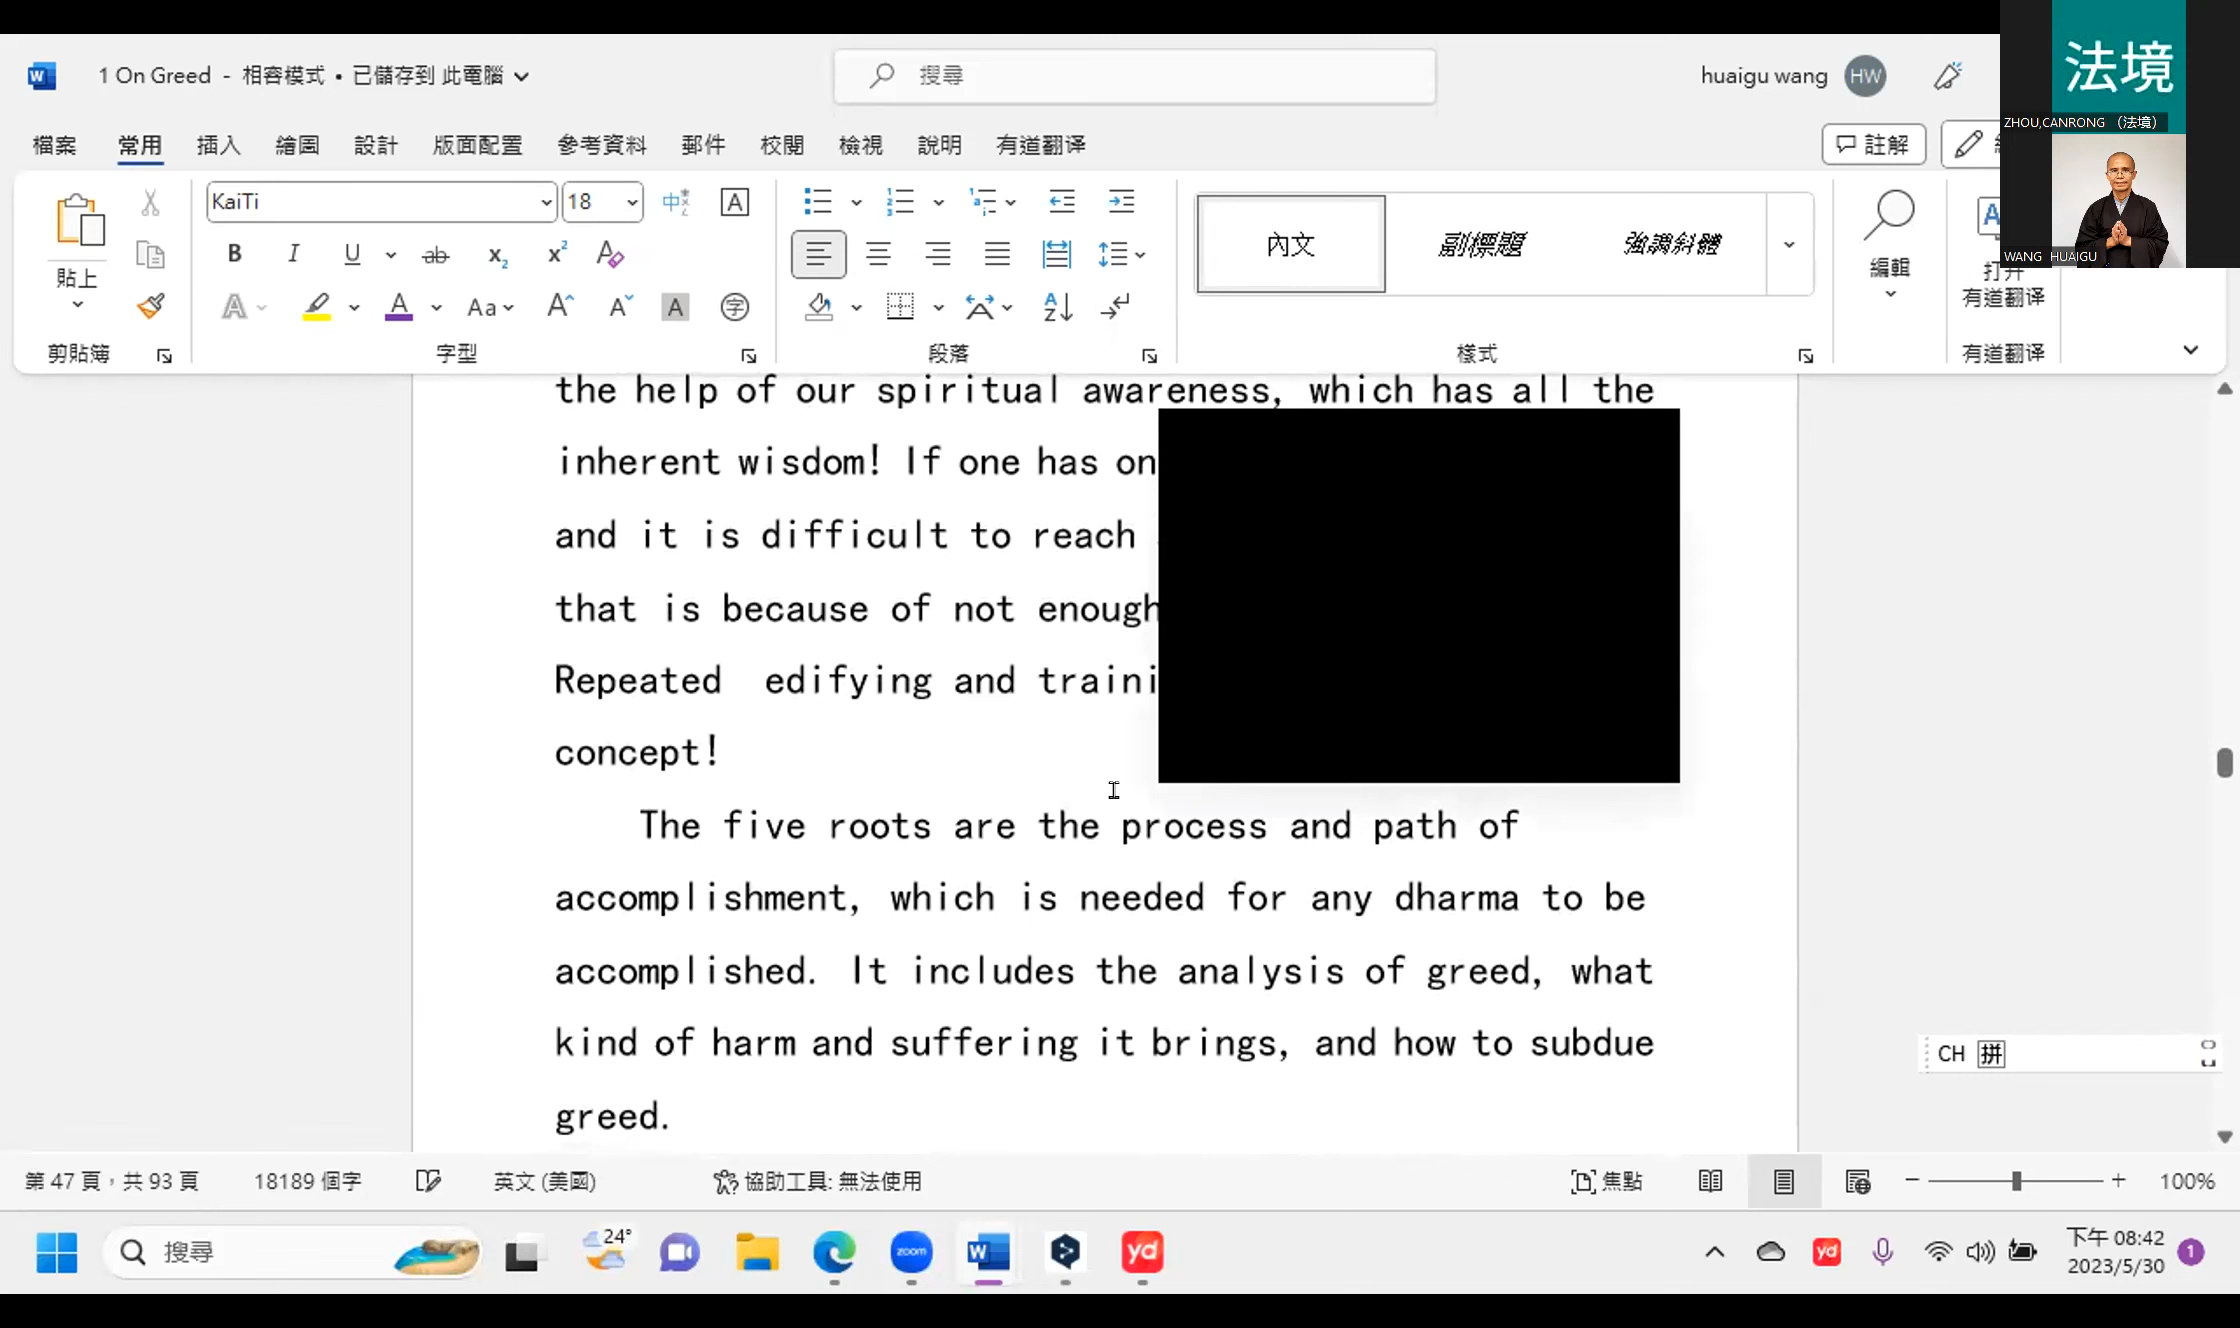 1 On Greed - 相容模式 • 已儲存到 此電腦
搜尋
huaigu wang HW
法境
ZHOU,CANRONG （法境）
WANG HUAIGU
檔案 常用 插入 繪圖 設計 版面配置 參考資料 郵件 校閱 檢視 說明 有道翻译
註解
KaiTi 18
貼上
內文 副標題 強調斜體
編輯
打开
有道翻译
剪貼簿 字型 段落 樣式 有道翻译
the help of our spiritual awareness, which has all the
inherent wisdom! If one has on
and it is difficult to reach
that is because of not enough
Repeated edifying and traini
concept!
The five roots are the process and path of
accomplishment, which is needed for any dharma to be
accomplished. It includes the analysis of greed, what
kind of harm and suffering it brings, and how to subdue
greed.
CH 拼
第 47 頁，共 93 頁 18189 個字 英文 (美國) 協助工具: 無法使用 焦點 100%
搜尋 24° zoom yd yd 下午 08:42
2023/5/30 1